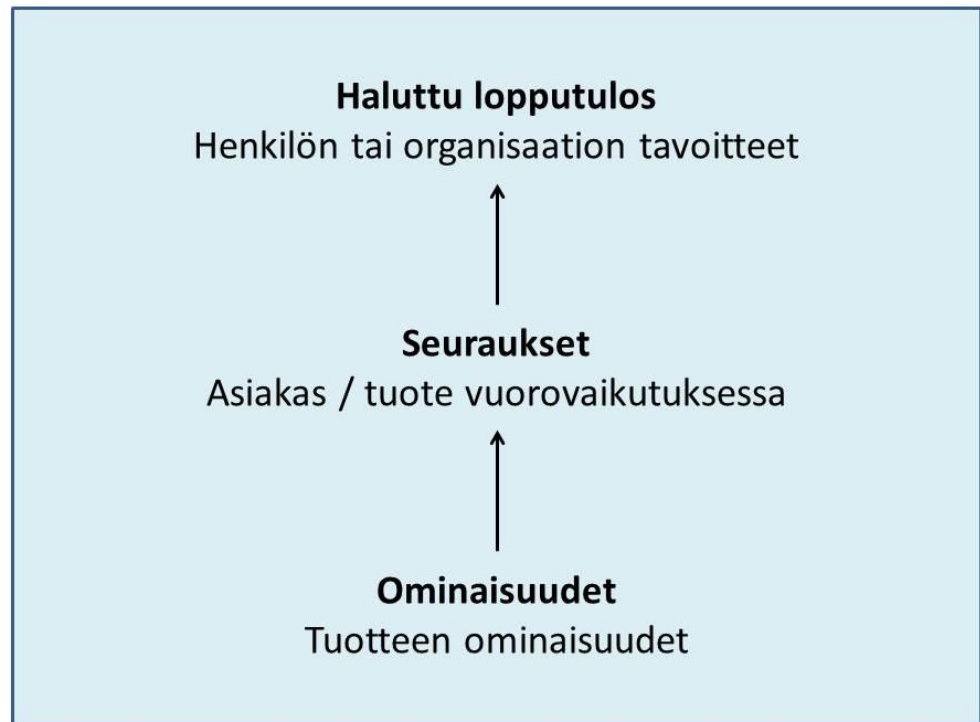 Haluttu lopputulos
Henkilön tai organisaation tavoitteet
Seuraukset
Asiakas / tuote vuorovaikutuksessa
Ominaisuudet
Tuotteen ominaisuudet